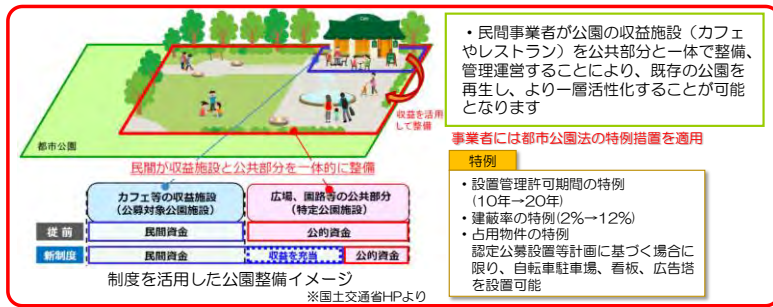 収益を活用
して整備
都市公園
民間が収益施設と公共部分を一体的に整備
カフェ等の収益施設
(公募対象公園施設)
広場、園路等の公共部分
(特定公園施設)
従前
民間資金
公的資金
新制度
民間資金
収益を充当
公的資金
制度を活用した公園整備イメージ
※国土交通省HPより
・民間事業者が公園の収益施設（カフェ
やレストラン）を公共部分と一体で整備、
管理運営することにより、既存の公園を
再生し、より一層活性化することが可能
となります
事業者には都市公園法の特例措置を適用
特例
・設置管理許可期間の特例
(10年→20年)
・建蔽率の特例(2%→12%)
・占用物件の特例
認定公募設置等計画に基づく場合に
限り、自転車駐車場、看板、広告塔
を設置可能